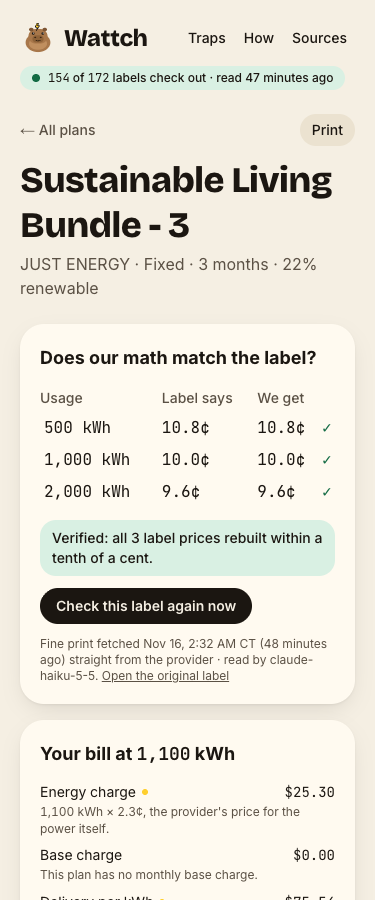 Wattch
Traps How Sources
154 of 172 labels check out · read 47 minutes ago
← All plans
Print
Sustainable Living
Bundle - 3
JUST ENERGY · Fixed · 3 months · 22%
renewable
Does our math match the label?
Usage Label says We get
500 kWh 10.8¢ 10.8¢ ✓
1,000 kWh 10.0¢ 10.0¢ ✓
2,000 kWh 9.6¢ 9.6¢ ✓
Verified: all 3 label prices rebuilt within a
tenth of a cent.
Check this label again now
Fine print fetched Nov 16, 2:32 AM CT (48 minutes
ago) straight from the provider · read by claude-
haiku-5-5. Open the original label
Your bill at 1,100 kWh
Energy charge $25.30
1,100 kWh × 2.3¢, the provider's price for the
power itself.
Base charge $0.00
This plan has no monthly base charge.